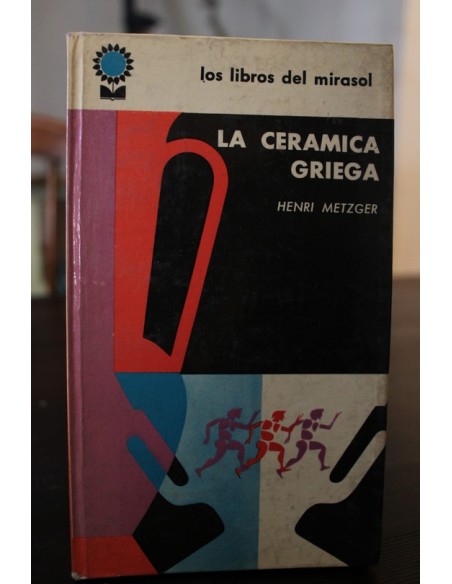 los libros del mirasol
LA CERAMICA
GRIEGA
HENRI METZGER